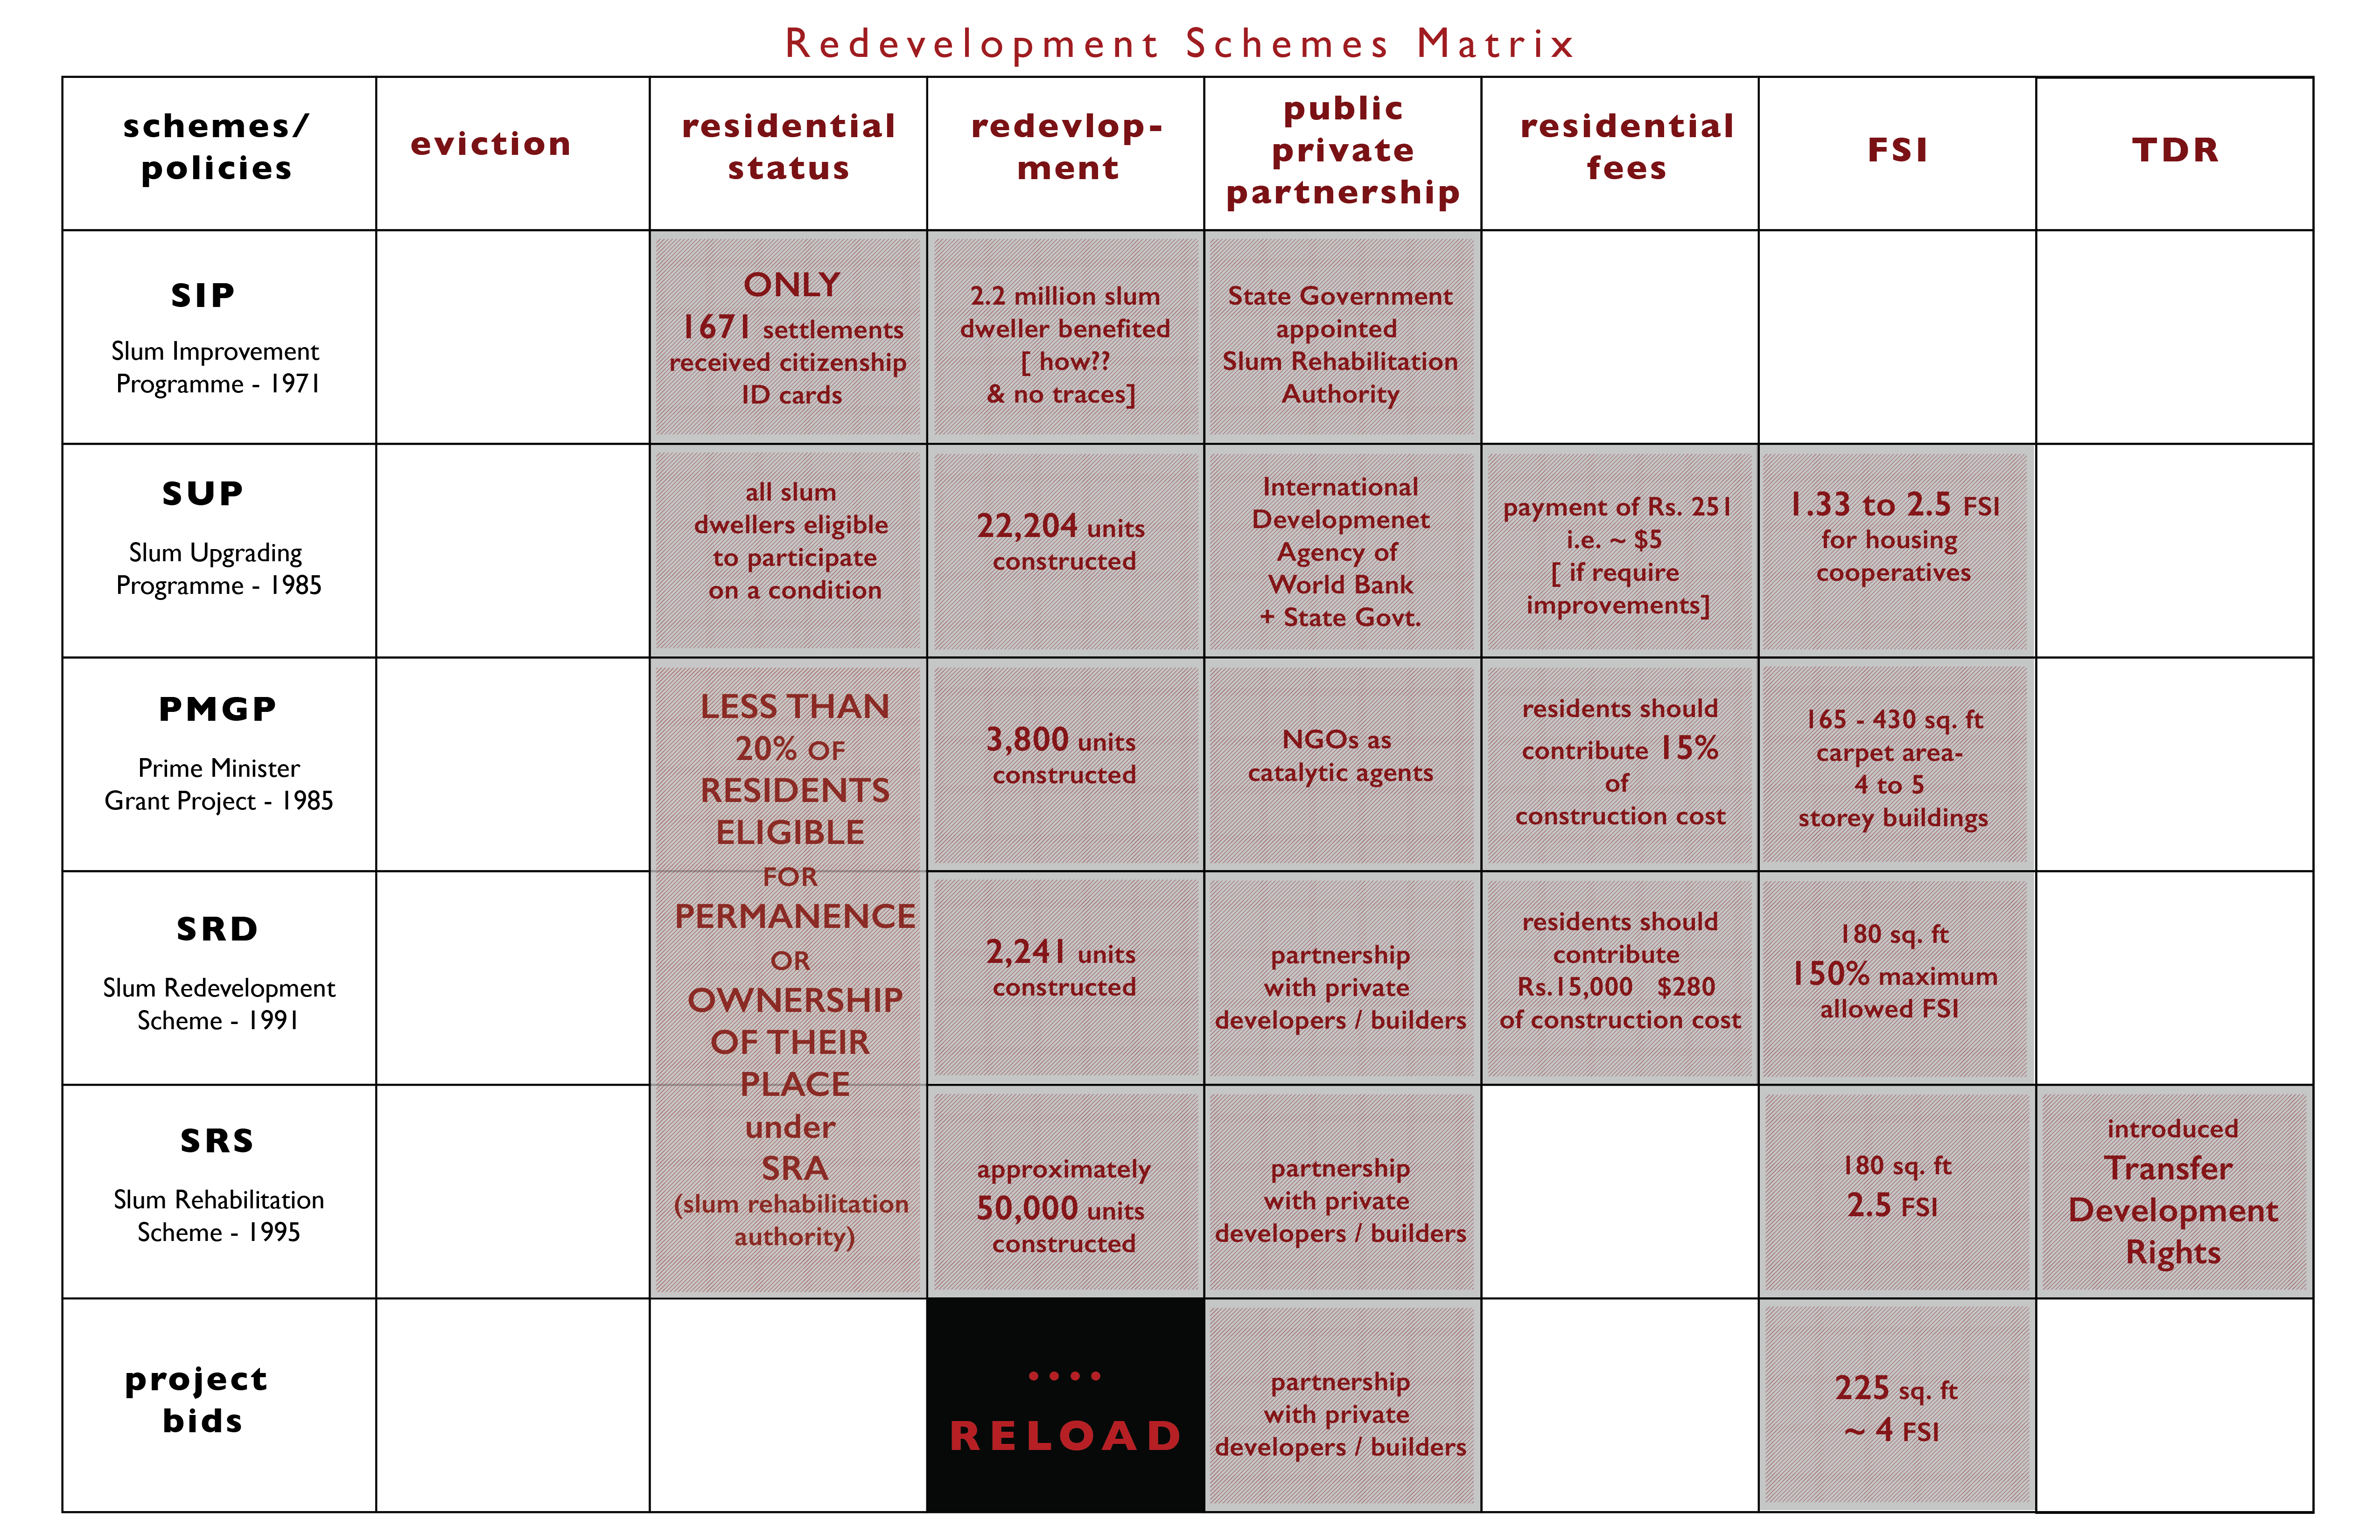 Redevelopment Schemes Matrix
schemes/
policies
eviction
residential
status
redevlop-
ment
public
private
partnership
residential
fees
FSI
TDR
SIP
Slum Improvement
Programme - 1971
ONLY
1671 settlements
received citizenship
ID cards
2.2 million slum
dweller benefited
[ how??
& no traces]
State Government
appointed
Slum Rehabilitation
Authority
SUP
Slum Upgrading
Programme - 1985
all slum
dwellers eligible
to participate
on a condition
22,204 units
constructed
International
Developmenet
Agency of
World Bank
+ State Govt.
payment of Rs. 251
i.e. ~ $5
[ if require
improvements]
1.33 to 2.5 FSI
for housing
cooperatives
PMGP
Prime Minister
Grant Project - 1985
LESS THAN
20% OF
RESIDENTS
ELIGIBLE
FOR
PERMANENCE
OR
OWNERSHIP
OF THEIR
PLACE
under
SRA
(slum rehabilitation
authority)
3,800 units
constructed
NGOs as
catalytic agents
residents should
contribute 15%
of
construction cost
165 - 430 sq. ft
carpet area-
4 to 5
storey buildings
SRD
Slum Redevelopment
Scheme - 1991
2,241 units
constructed
partnership
with private
developers / builders
residents should
contribute
Rs.15,000 $280
of construction cost
180 sq. ft
150% maximum
allowed FSI
SRS
Slum Rehabilitation
Scheme - 1995
approximately
50,000 units
constructed
partnership
with private
developers / builders
180 sq. ft
2.5 FSI
introduced
Transfer
Development
Rights
project
bids
....
RELOAD
partnership
with private
developers / builders
225 sq. ft
~ 4 FSI